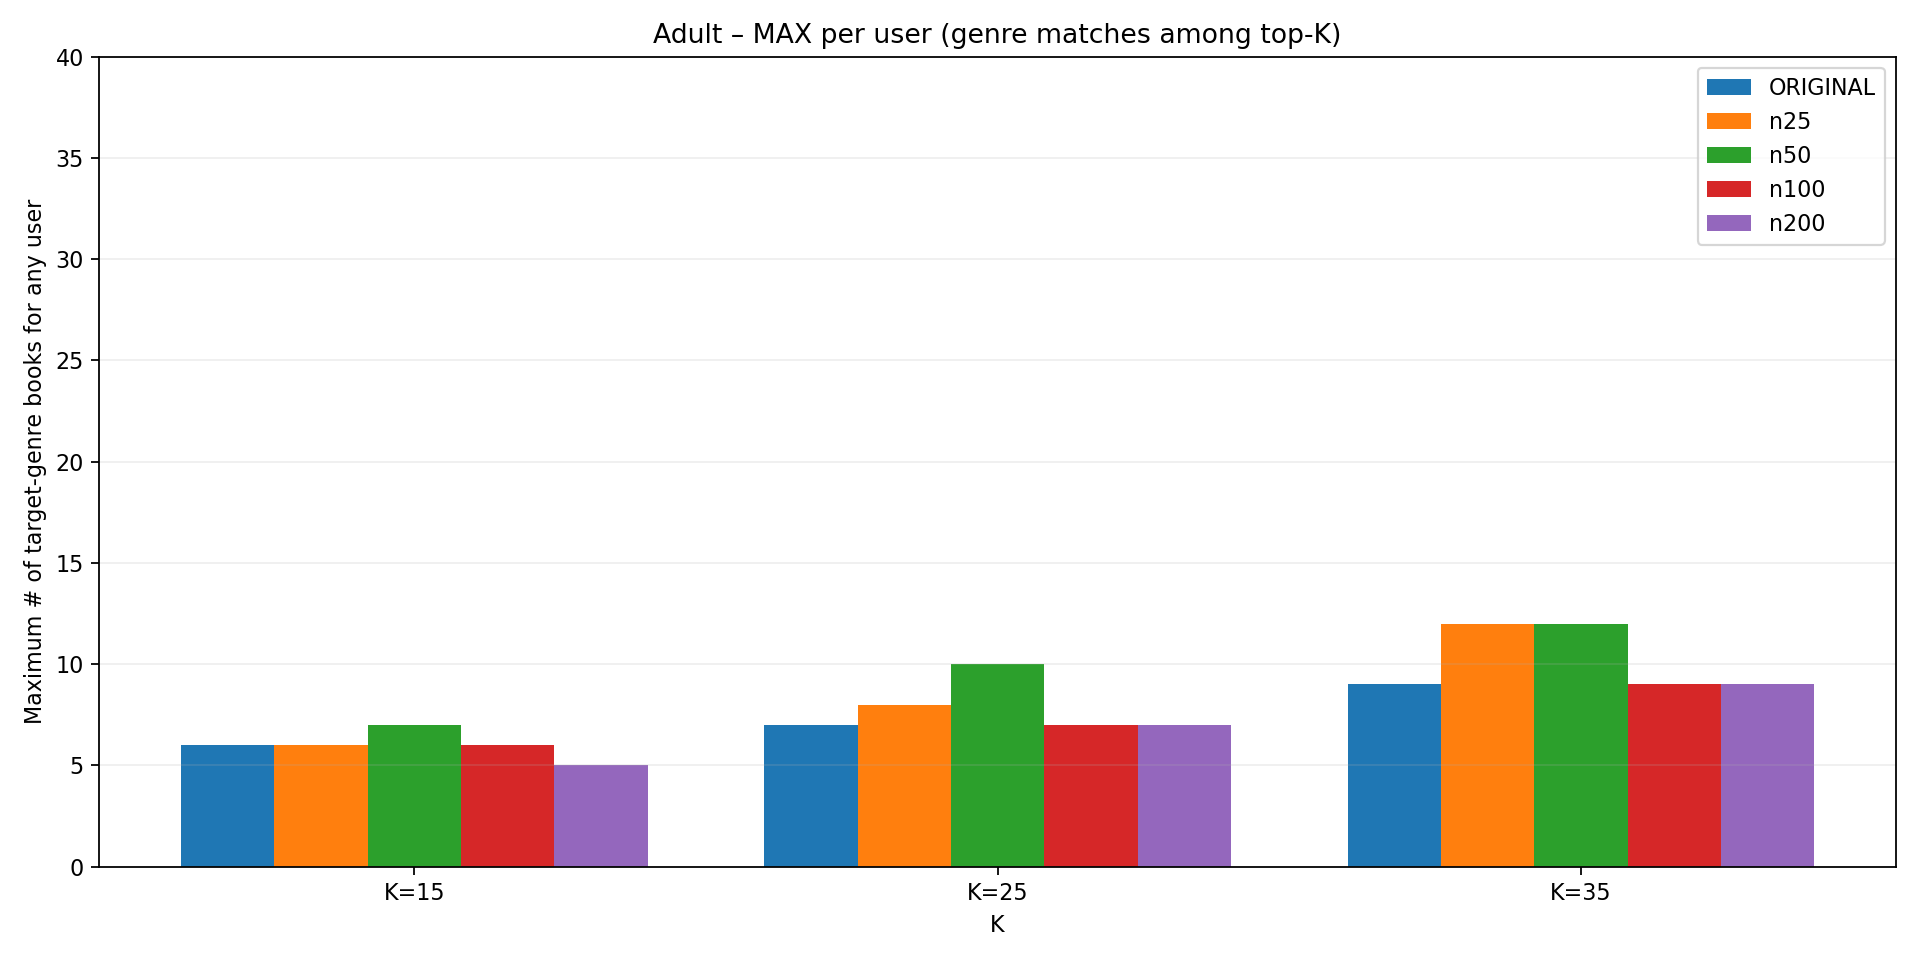 Adult – MAX per user (genre matches among top-K)
Maximum # of target-genre books for any user
40
35
30
25
20
15
10
5
0
ORIGINAL
n25
n50
n100
n200
K=15
K=25
K=35
K